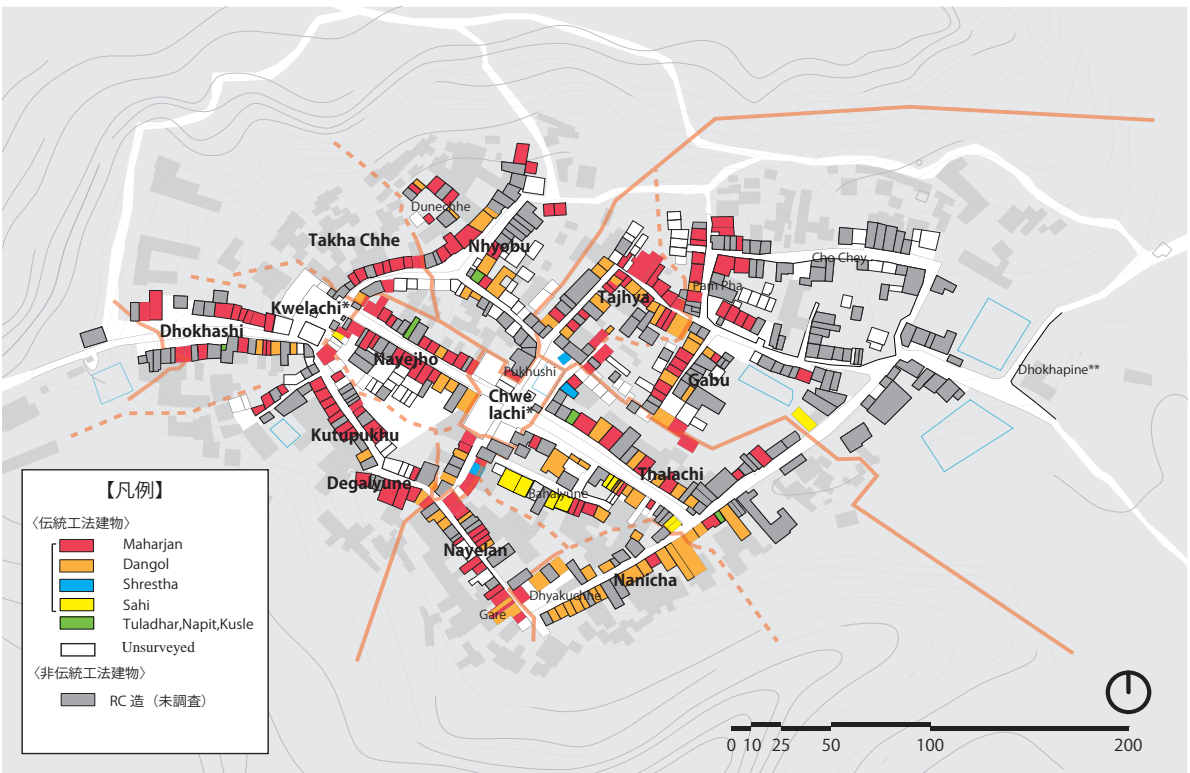 Dunechhe
Takha Chhe
Nhyobu
Cho Chey
Tajhya
Pam Pha
Kwelachi*
Dhokhashi
Nayejho
Pukhushi
Dhokhapine**
Gabu
Chwe
lachi*
Kutupukhu
Thalachi
Degalyune
Bahalyune
Nayelan
Nanicha
Dhyakuchhe
Gare
【凡例】
〈伝統工法建物〉
Maharjan
Dangol
Shrestha
Sahi
Tuladhar,Napit,Kusle
Unsurveyed
〈非伝統工法建物〉
RC 造（未調査）
0 10 25 50 100 200